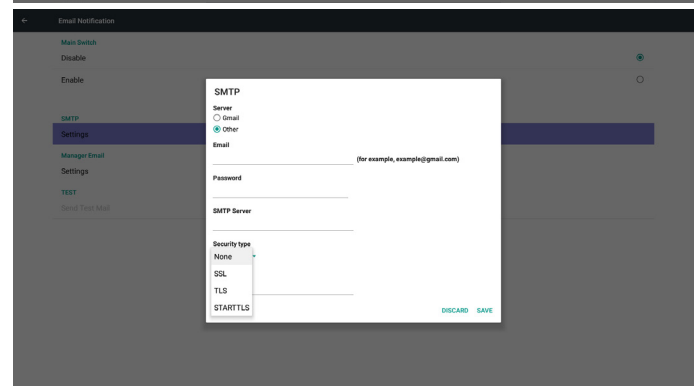 Email Notification
Main Switch
Disable
Enable
SMTP
Settings
Manager Email
Settings
TEST
Send Test Mail
SMTP
Server
Gmail
Other
Email
(for example, example@gmail.com)
Password
SMTP Server
Security type
None
SSL
TLS
STARTTLS
DISCARD SAVE